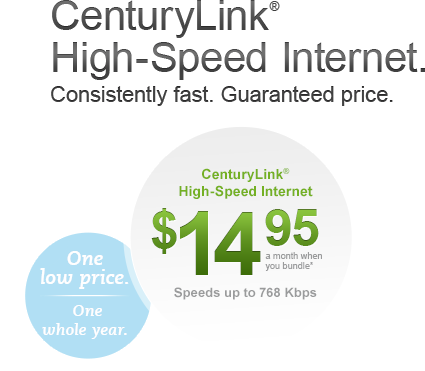 CenturyLink®
High-Speed Internet.
Consistently fast. Guaranteed price.
CenturyLink®
High-Speed Internet
$14 95
a month when
you bundle*
Speeds up to 768 Kbps
One
low price.
One
whole year.